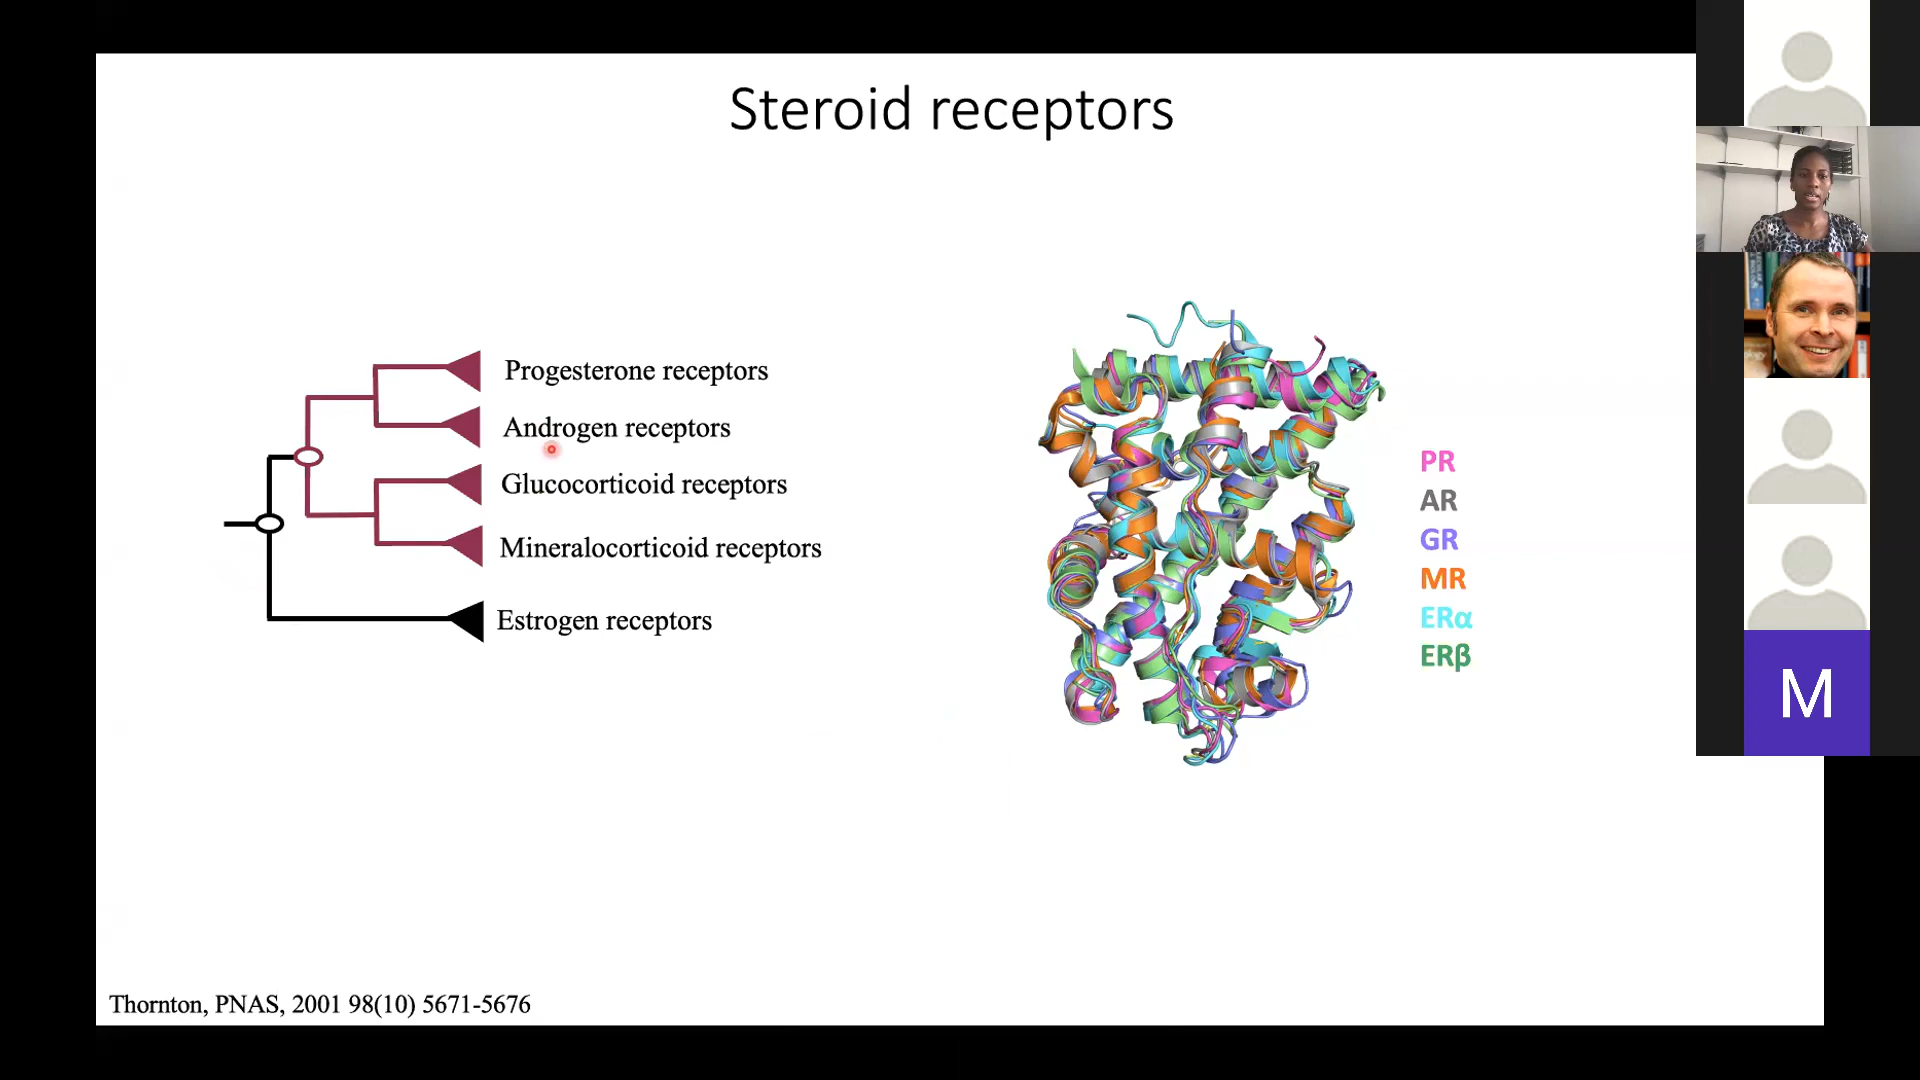 Steroid receptors
Progesterone receptors
Androgen receptors
Glucocorticoid receptors
Mineralocorticoid receptors
Estrogen receptors
PR
AR
GR
MR
ERα
ERβ
M
Thornton, PNAS, 2001 98(10) 5671-5676